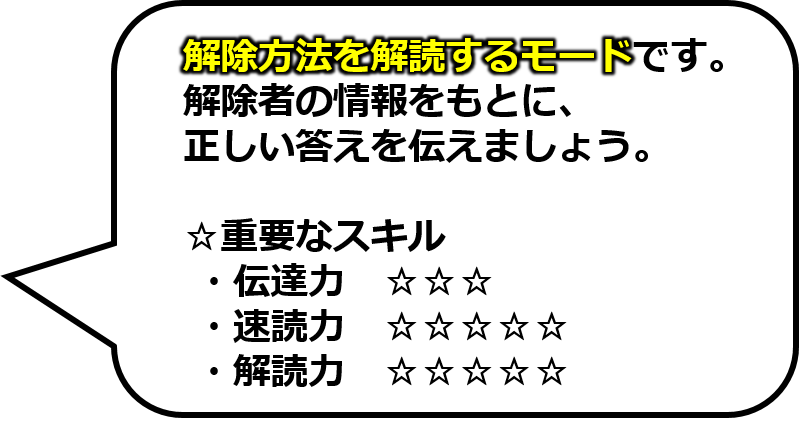 解除方法を解読するモードです。
解除者の情報をもとに、
正しい答えを伝えましょう。
☆重要なスキル
・伝達力　☆☆☆
・速読力　☆☆☆☆☆
・解読力　☆☆☆☆☆